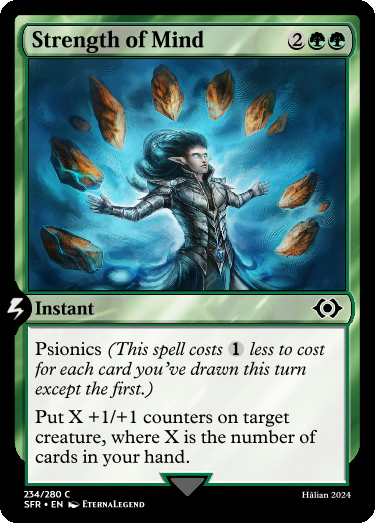 Strength of Mind 2
Instant
Psionics (This spell costs 1 less to cost
for each card you've drawn this turn
except the first.)
Put X +1/+1 counters on target
creature, where X is the number of
cards in your hand.
234/280 C
SFR • EN EternalLegend
Hālian 2024